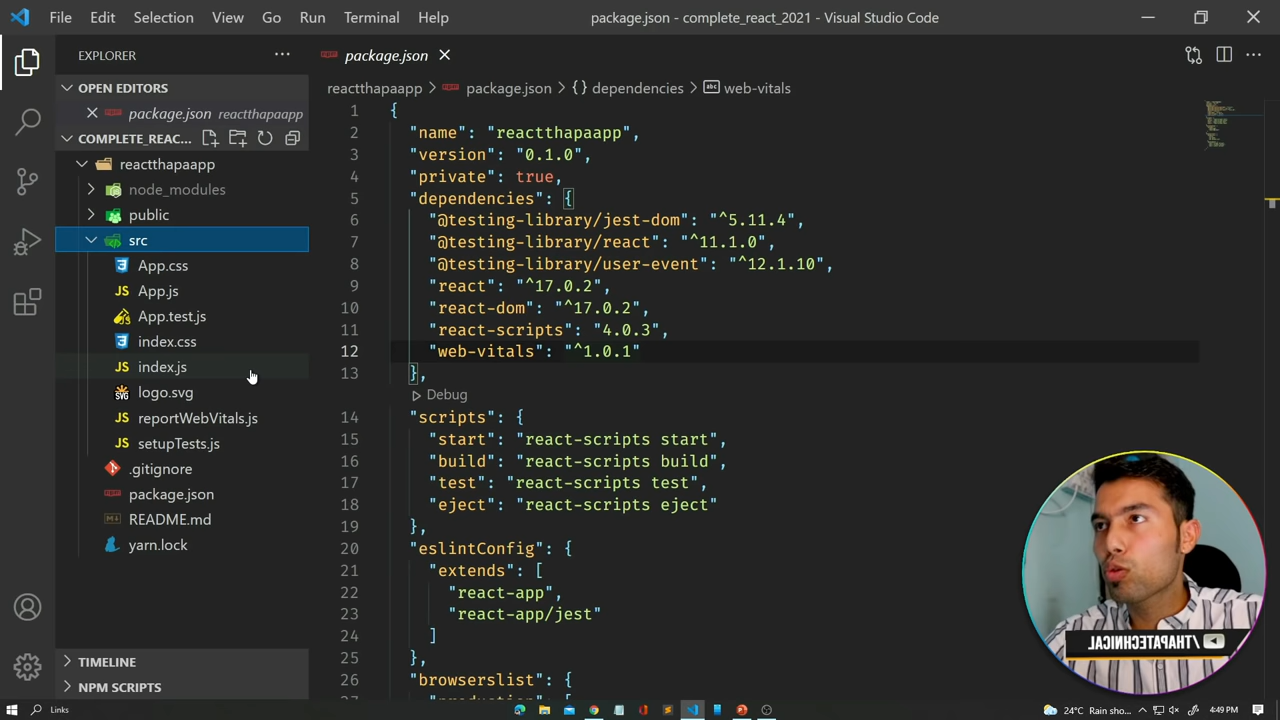 File Edit Selection View Go Run Terminal Help
package.json - complete_react_2021 - Visual Studio Code
EXPLORER
OPEN EDITORS
package.json reactthapaapp
COMPLETE_REAC...
reactthapaapp
node_modules
public
src
App.css
App.js
App.test.js
index.css
index.js
logo.svg
reportWebVitals.js
setupTests.js
.gitignore
package.json
README.md
yarn.lock
TIMELINE
NPM SCRIPTS
package.json
reactthapaapp > package.json > {} dependencies > abc web-vitals
1 {
2 "name": "reactthapaapp",
3 "version": "0.1.0",
4 "private": true,
5 "dependencies": {
6 "@testing-library/jest-dom": "^5.11.4",
7 "@testing-library/react": "^11.1.0",
8 "@testing-library/user-event": "^12.1.10",
9 "react": "^17.0.2",
10 "react-dom": "^17.0.2",
11 "react-scripts": "4.0.3",
12 "web-vitals": "^1.0.1"
13 },
Debug
14 "scripts": {
15 "start": "react-scripts start",
16 "build": "react-scripts build",
17 "test": "react-scripts test",
18 "eject": "react-scripts eject"
19 },
20 "eslintConfig": {
21 "extends": [
22 "react-app",
23 "react-app/jest"
24 ]
25 },
26 "browserslist": {
27 "production": [
/THAPATECHNICAL
Links
24°C Rain sho...
4:49 PM